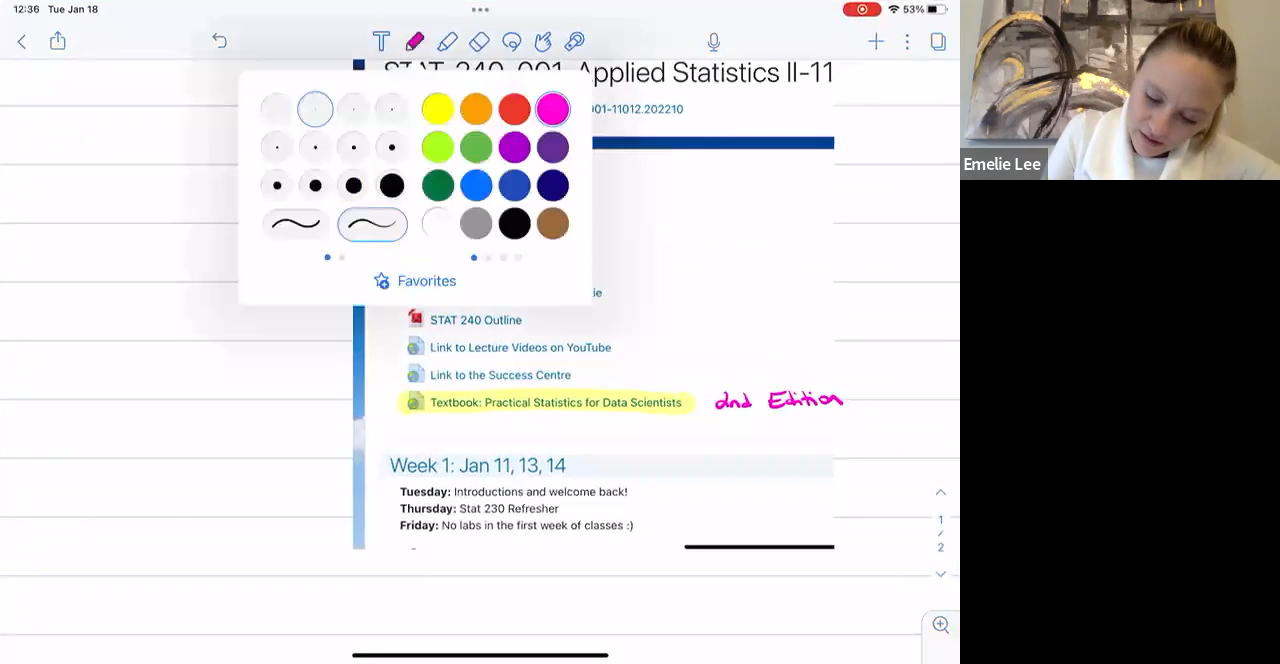 12:36 Tue Jan 18
53%
STAT 240-001 Applied Statistics II-11
001-11012.202210
Favorites
ie
STAT 240 Outline
Link to Lecture Videos on YouTube
Link to the Success Centre
Textbook: Practical Statistics for Data Scientists 2nd Edition
Week 1: Jan 11, 13, 14
Tuesday: Introductions and welcome back!
Thursday: Stat 230 Refresher
Friday: No labs in the first week of classes :)
1
/
2
Emelie Lee